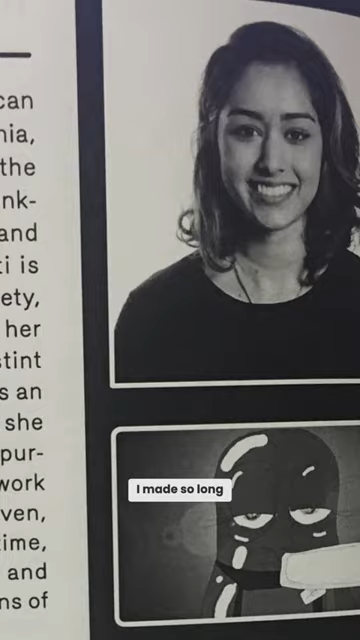 can
nia,
the
nk-
and
ti is
ety,
her
stint
s an
she
pur-
work
ven,
time,
and
ns of
I made so long